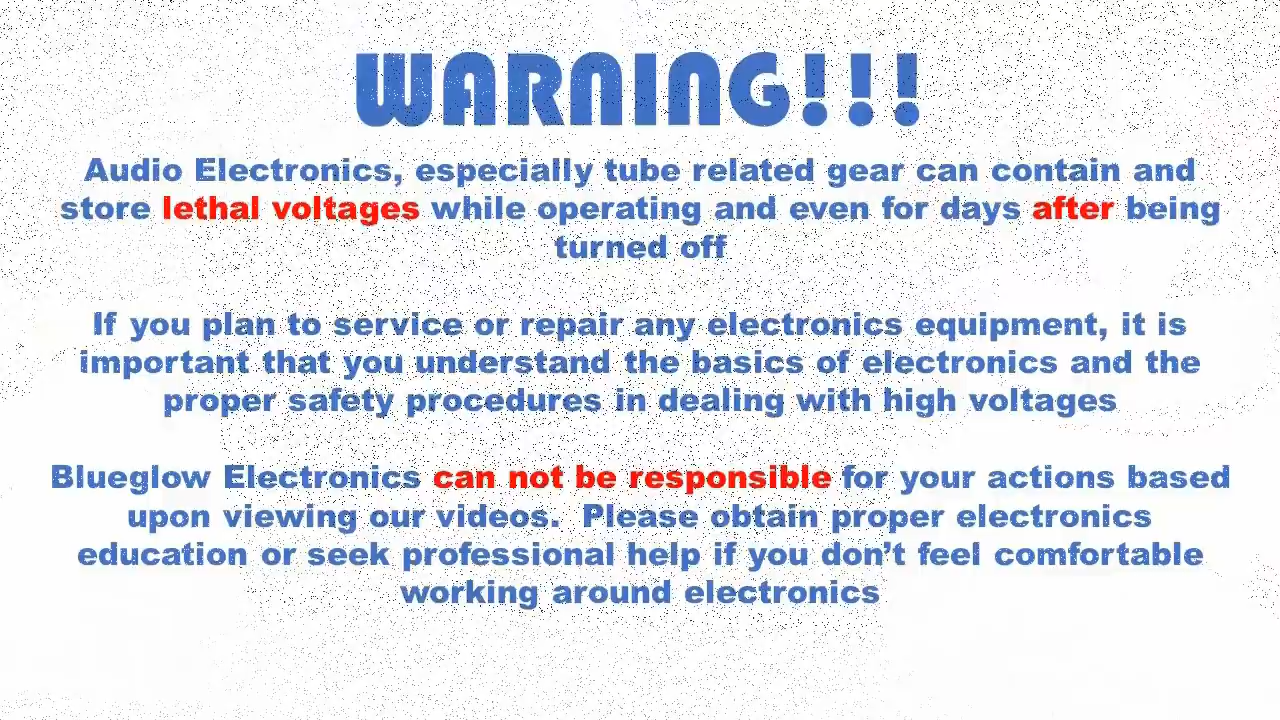 WARNING!!!
Audio Electronics, especially tube related gear can contain and
store lethal voltages while operating and even for days after being
turned off
If you plan to service or repair any electronics equipment, it is
important that you understand the basics of electronics and the
proper safety procedures in dealing with high voltages
Blueglow Electronics can not be responsible for your actions based
upon viewing our videos.  Please obtain proper electronics
education or seek professional help if you don’t feel comfortable
working around electronics